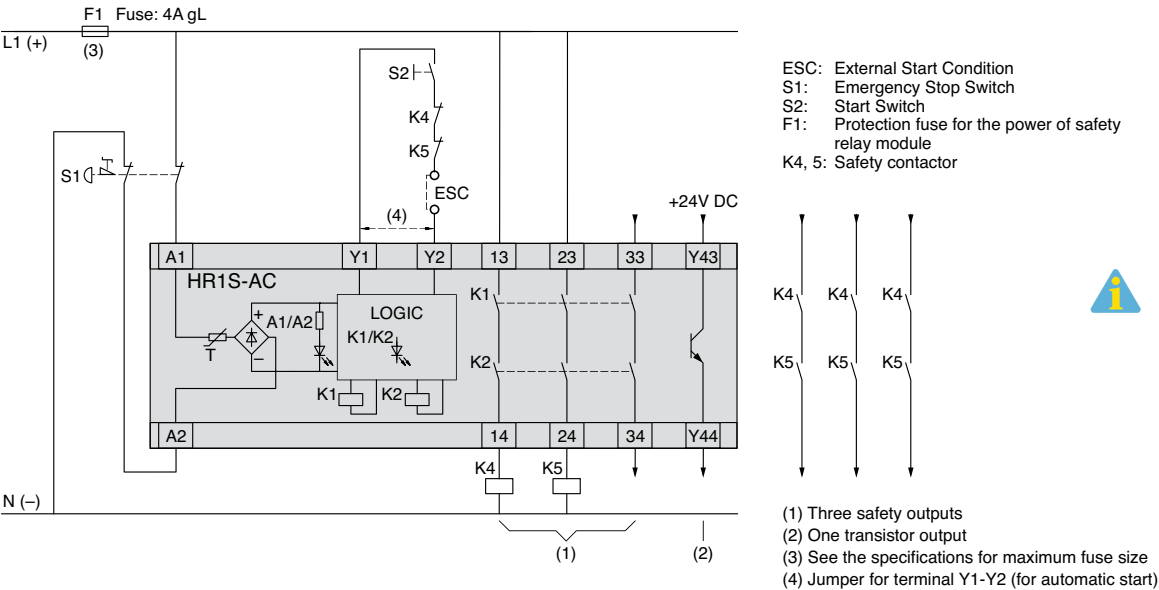 F1 Fuse: 4A gL
L1 (+)
(3)
S2
K4
K5
ESC
(4)
S1
+24V DC
A1 Y1 Y2 13 23 33 Y43
HR1S-AC
+
A1/A2
–
T
LOGIC
K1/K2
K1 K2
K1
K2
A2 14 24 34 Y44
K4 K5
N (–)
(1) (2)
ESC: External Start Condition
S1: Emergency Stop Switch
S2: Start Switch
F1: Protection fuse for the power of safety
relay module
K4, 5: Safety contactor
K4 K4 K4
K5 K5 K5
i
(1) Three safety outputs
(2) One transistor output
(3) See the specifications for maximum fuse size
(4) Jumper for terminal Y1-Y2 (for automatic start)